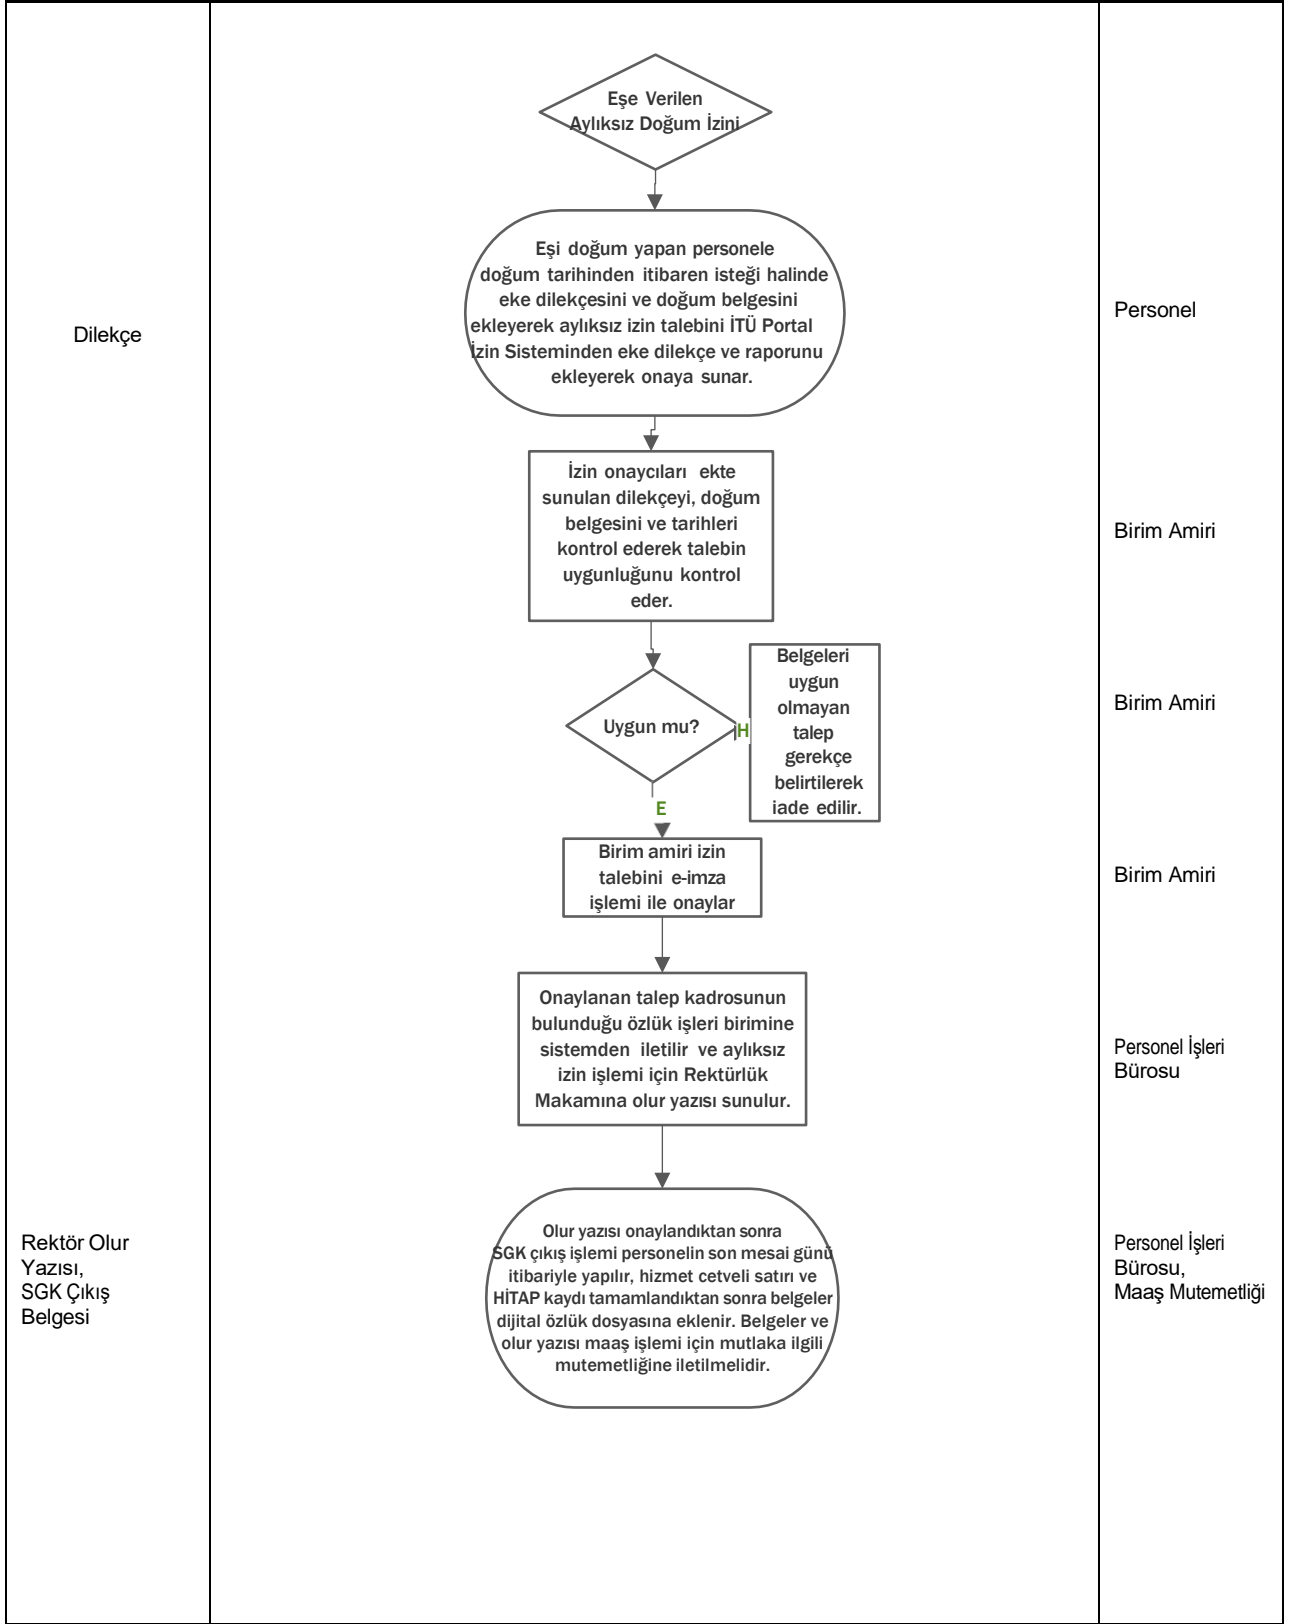 Eşe Verilen
Aylıksız Doğum İzini
Eşi doğum yapan personele
doğum tarihinden itibaren isteği halinde
eke dilekçesini ve doğum belgesini
ekleyerek aylıksız izin talebini İTÜ Portal
İzin Sisteminden eke dilekçe ve raporunu
ekleyerek onaya sunar.
Dilekçe
Personel
İzin onaycıları ekte
sunulan dilekçeyi, doğum
belgesini ve tarihleri
kontrol ederek talebin
uygunluğunu kontrol
eder.
Birim Amiri
Uygun mu?
H
Belgeleri
uygun
olmayan
talep
gerekçe
belirtilerek
iade edilir.
Birim Amiri
E
Birim amiri izin
talebini e-imza
işlemi ile onaylar
Birim Amiri
Onaylanan talep kadrosunun
bulunduğu özlük işleri birimine
sistemden iletilir ve aylıksız
izin işlemi için Rektürlük
Makamına olur yazısı sunulur.
Personel İşleri
Bürosu
Rektör Olur
Yazısı,
SGK Çıkış
Belgesi
Olur yazısı onaylandıktan sonra
SGK çıkış işlemi personelin son mesai günü
itibariyle yapılır, hizmet cetveli satırı ve
HİTAP kaydı tamamlandıktan sonra belgeler
dijital özlük dosyasına eklenir. Belgeler ve
olur yazısı maaş işlemi için mutlaka ilgili
mutemetliğine iletilmelidir.
Personel İşleri
Bürosu,
Maaş Mutemetliği